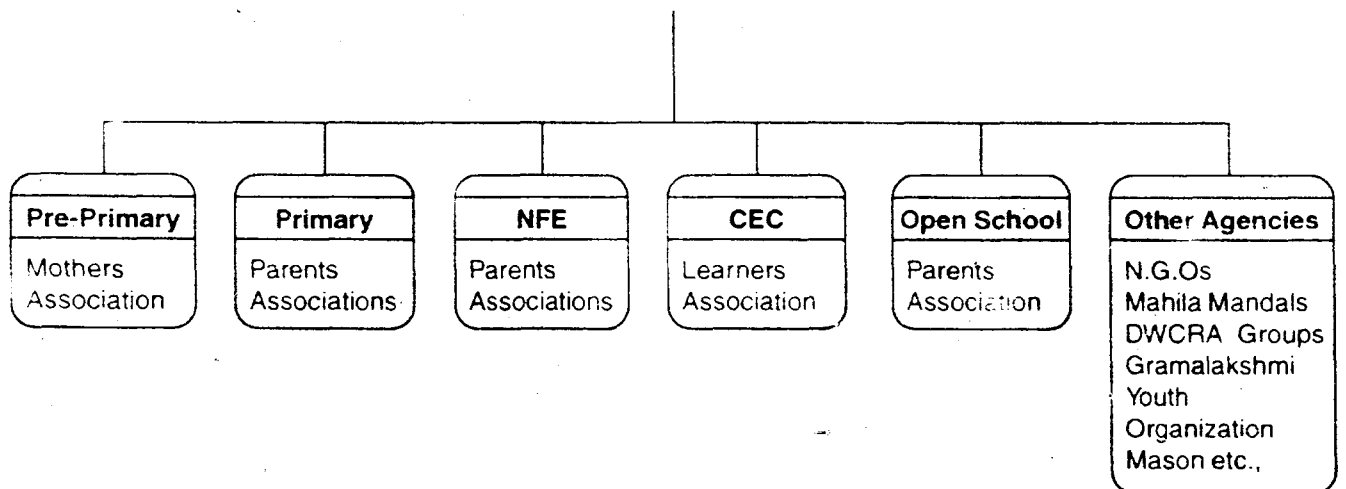 Pre-Primary
Mothers
Association
Primary
Parents
Associations
NFE
Parents
Associations
CEC
Learners
Association
Open School
Parents
Association
Other Agencies
N.G.Os
Mahila Mandals
DWCRA Groups
Gramalakshmi
Youth
Organization
Mason etc.,